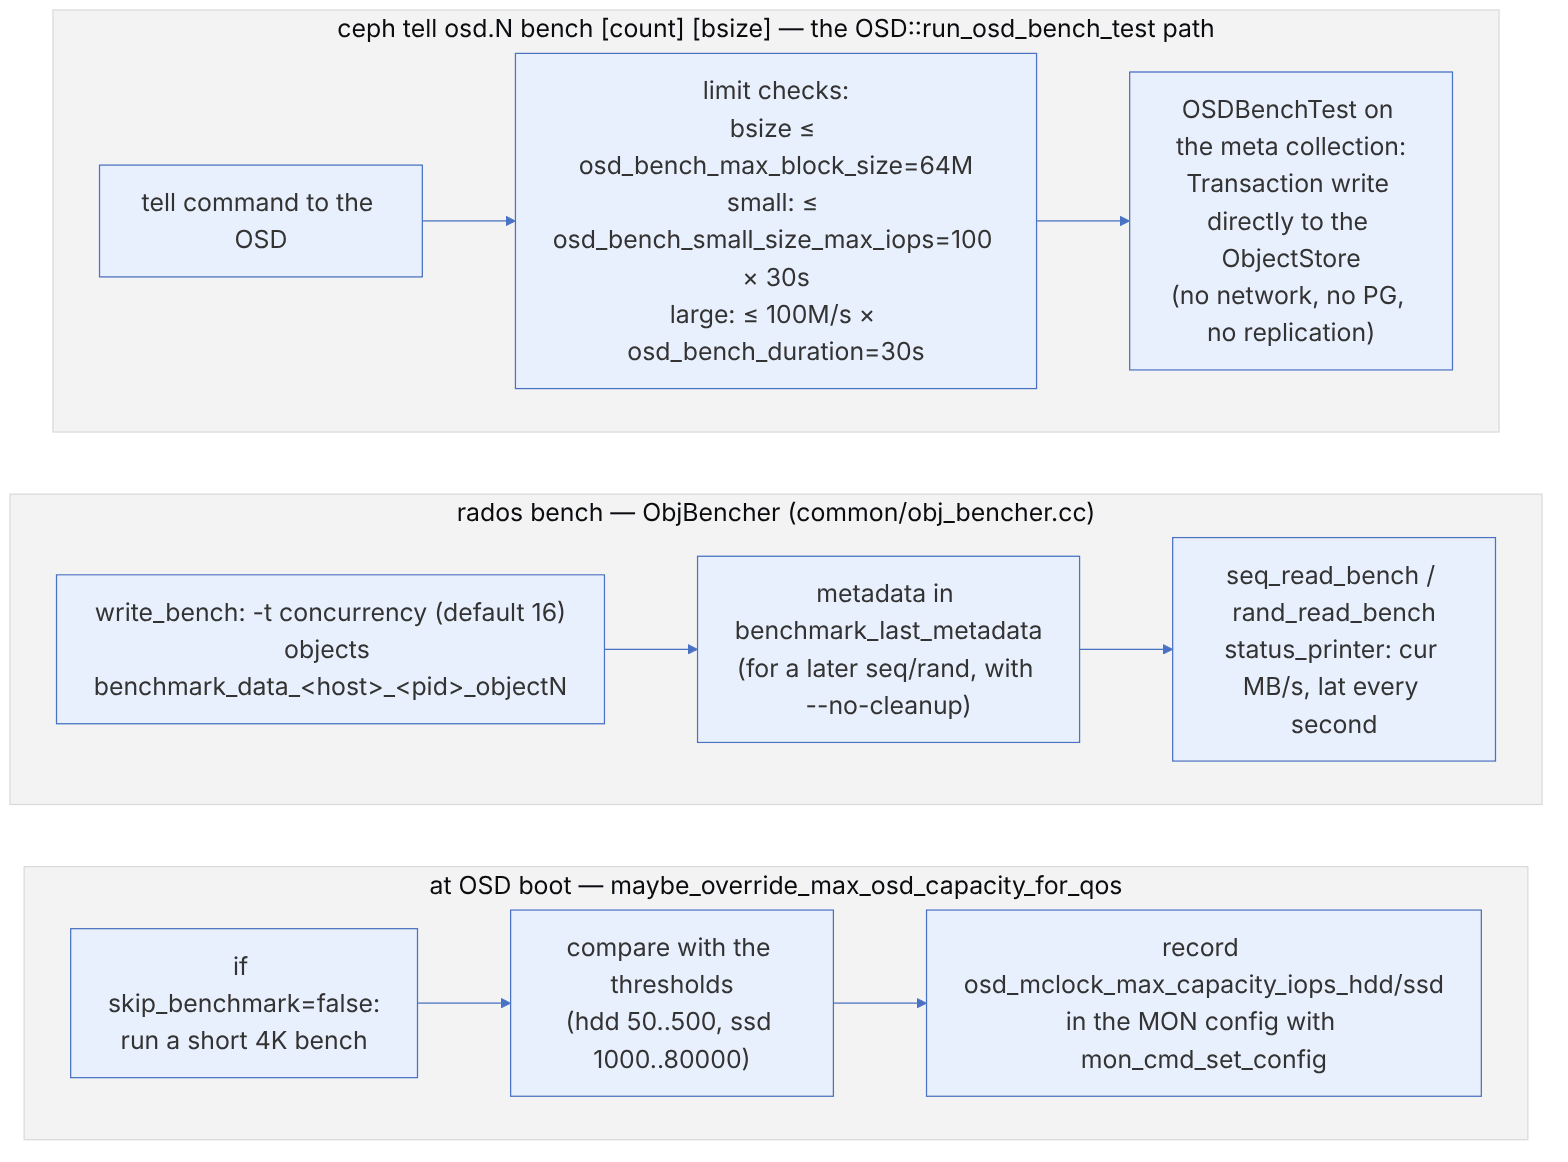 ceph tell osd.N bench [count] [bsize] — the OSD::run_osd_bench_test path
tell command to the
OSD
limit checks:
bsize ≤
osd_bench_max_block_size=64M
small: ≤
osd_bench_small_size_max_iops=100
× 30s
large: ≤ 100M/s ×
osd_bench_duration=30s
OSDBenchTest on
the meta collection:
Transaction write
directly to the
ObjectStore
(no network, no PG,
no replication)
rados bench — ObjBencher (common/obj_bencher.cc)
write_bench: -t concurrency (default 16)
objects
benchmark_data_<host>_<pid>_objectN
metadata in
benchmark_last_metadata
(for a later seq/rand, with
--no-cleanup)
seq_read_bench /
rand_read_bench
status_printer: cur
MB/s, lat every
second
at OSD boot — maybe_override_max_osd_capacity_for_qos
if
skip_benchmark=false:
run a short 4K bench
compare with the
thresholds
(hdd 50..500, ssd
1000..80000)
record
osd_mclock_max_capacity_iops_hdd/ssd
in the MON config with
mon_cmd_set_config